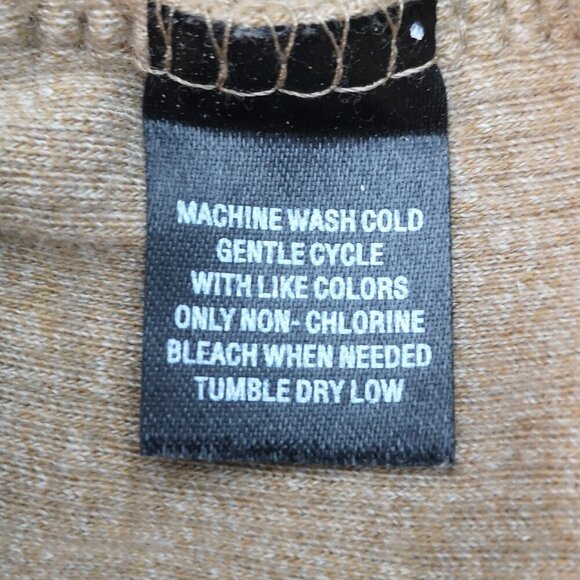 MACHINE WASH COLD
GENTLE CYCLE
WITH LIKE COLORS
ONLY NON- CHLORINE
BLEACH WHEN NEEDED
TUMBLE DRY LOW